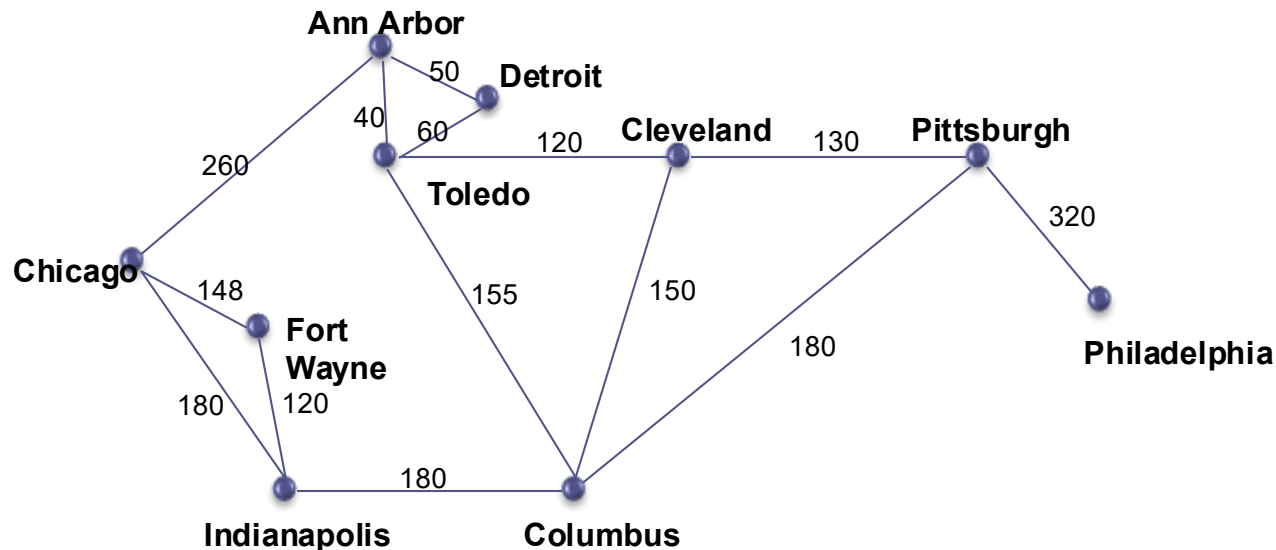 Ann Arbor
50
Detroit
40
60
120
Cleveland
130
Pittsburgh
260
Toledo
320
Chicago
148
155
150
Fort
Wayne
180
Philadelphia
180
120
180
Indianapolis
Columbus